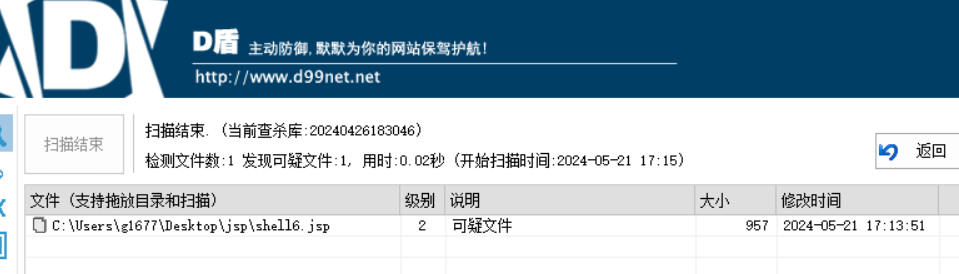 D盾 主动防御,默默为你的网站保驾护航!
http://www.d99net.net
扫描结束
扫描结束. (当前查杀库:20240426183046)
检测文件数:1 发现可疑文件:1, 用时:0.02秒 (开始扫描时间:2024-05-21 17:15)
返回
文件 (支持拖放目录和扫描) 级别 说明 大小 修改时间
C:\Users\g1677\Desktop\jsp\shell6.jsp 2 可疑文件 957 2024-05-21 17:13:51